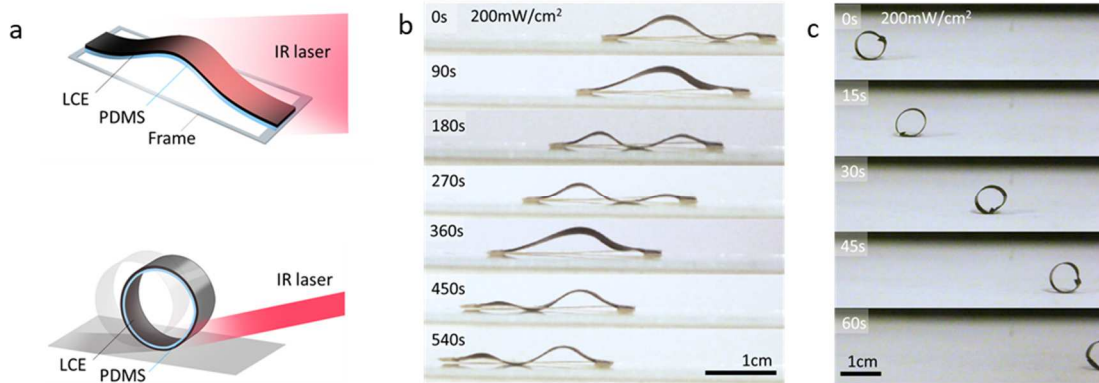 a
IR laser
LCE
PDMS
Frame
IR laser
LCE
PDMS
b
0s 200mW/cm²
90s
180s
270s
360s
450s
540s
1cm
c
0s 200mW/cm²
15s
30s
45s
60s
1cm